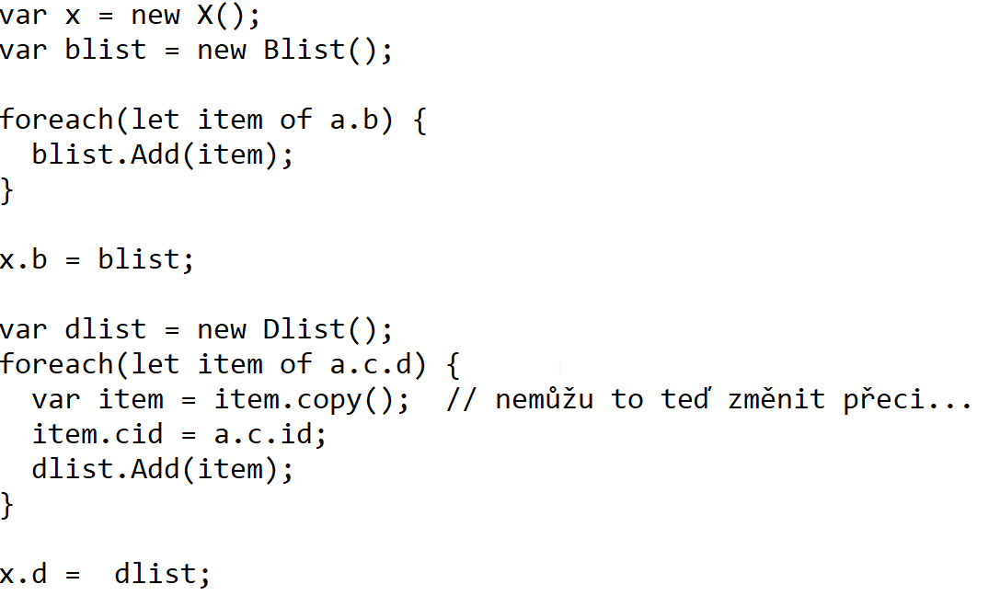 var x = new X();
var blist = new Blist();

foreach(let item of a.b) {
  blist.Add(item);
}

x.b = blist;

var dlist = new Dlist();
foreach(let item of a.c.d) {
  var item = item.copy();  // nemůžu to teď změnit přeci...
  item.cid = a.c.id;
  dlist.Add(item);
}

x.d =  dlist;